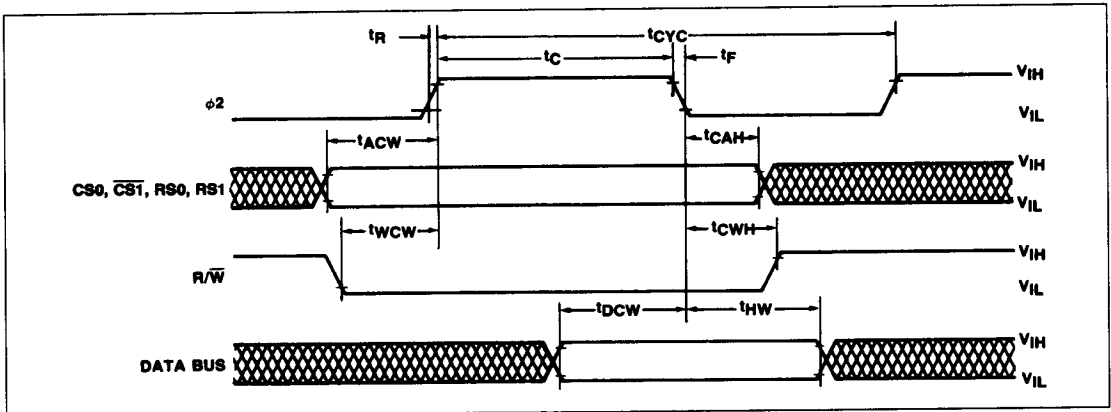 tR
tCYC
tC
tF
φ2
VIH
VIL
tACW
tCAH
CS0, C̅S̅1̅, RS0, RS1
VIH
VIL
tWCW
tCWH
R/W̅
VIH
VIL
tDCW
tHW
DATA BUS
VIH
VIL